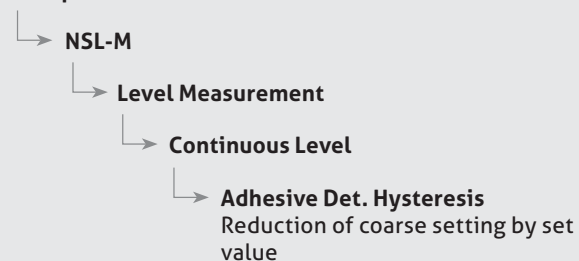 NSL-M
Level Measurement
Continuous Level
Adhesive Det. Hysteresis
Reduction of coarse setting by set
value